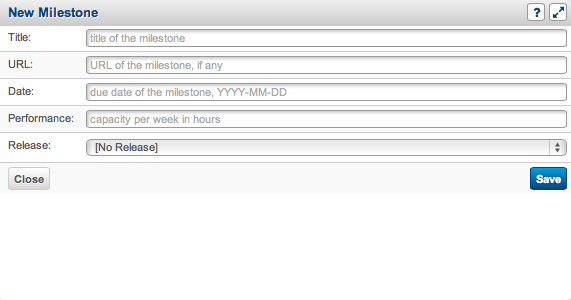 New Milestone ?
Title: title of the milestone
URL: URL of the milestone, if any
Date: due date of the milestone, YYYY-MM-DD
Performance: capacity per week in hours
Release: [No Release]
Close Save